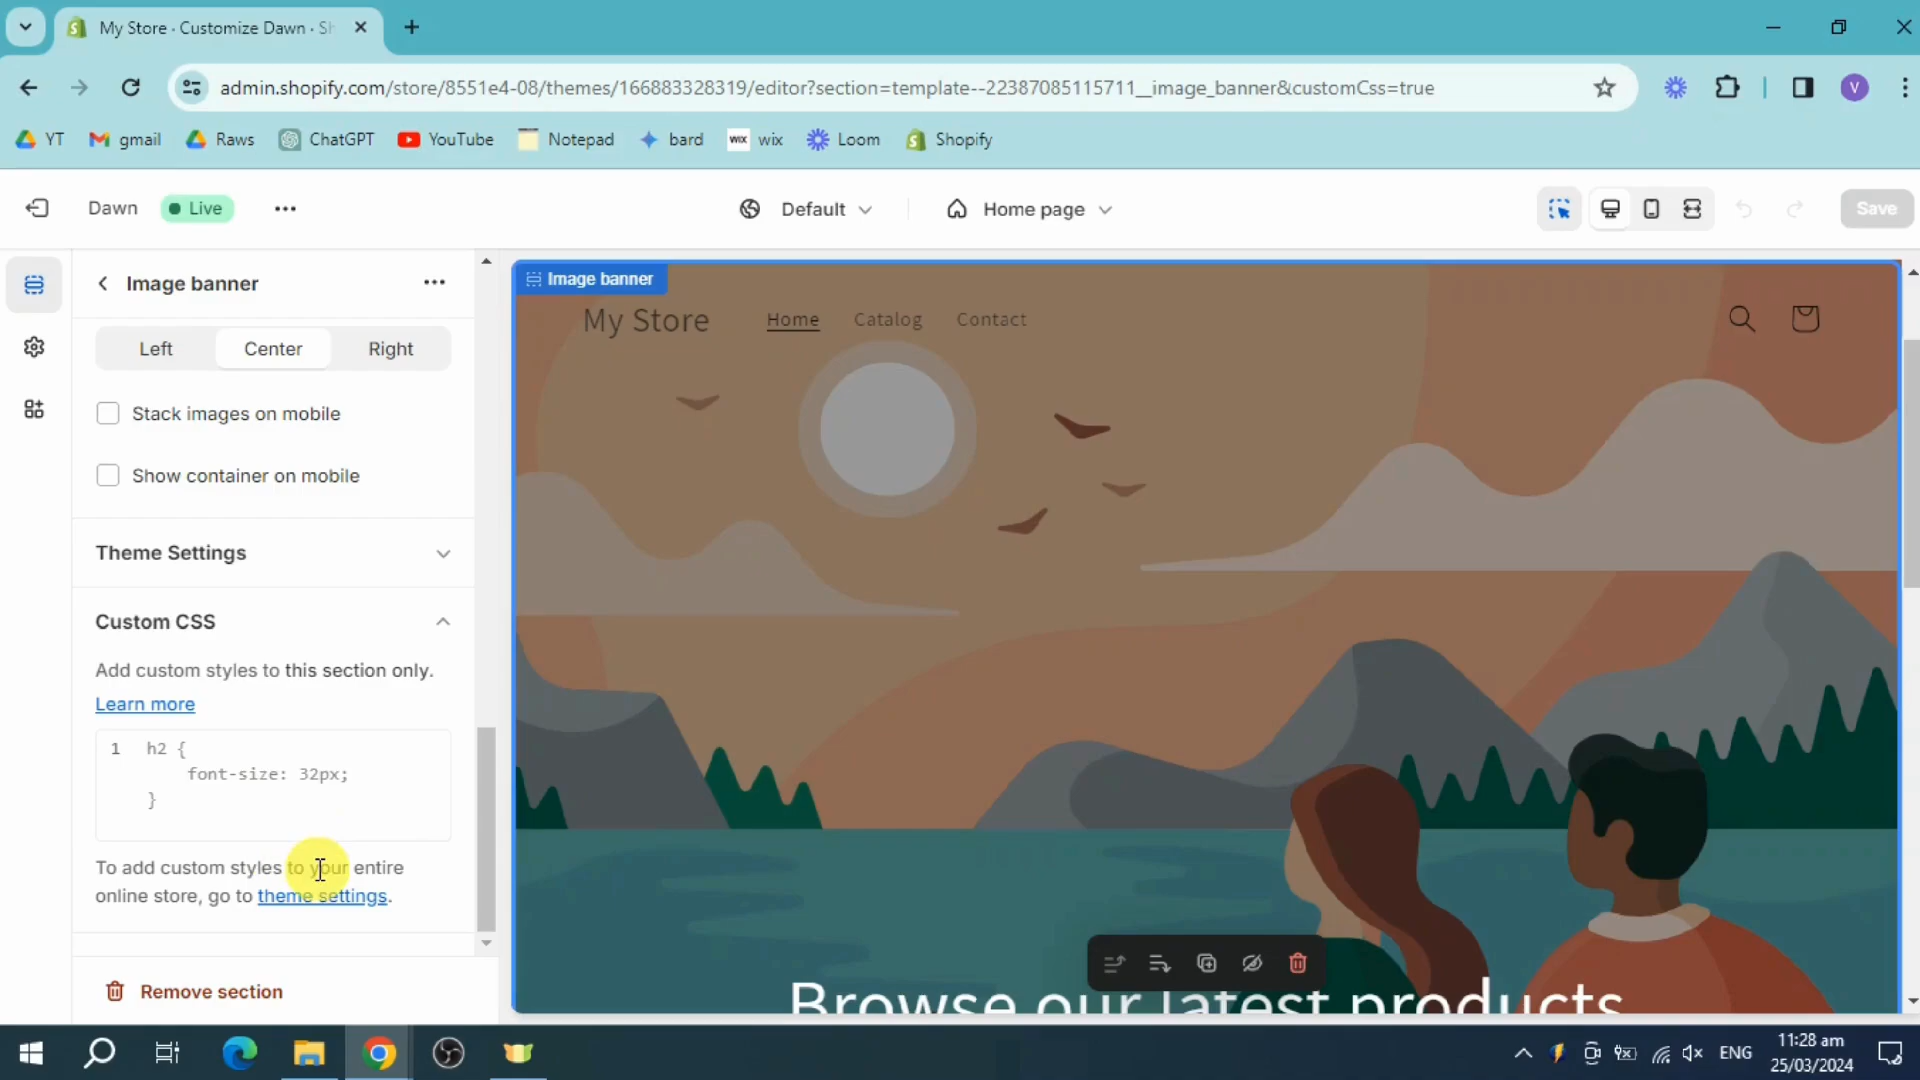 My Store · Customize Dawn · Sh
admin.shopify.com/store/8551e4-08/themes/166883328319/editor?section=template--22387085115711__image_banner&customCss=true
V
YT gmail Raws ChatGPT YouTube Notepad bard WIX wix Loom Shopify
Dawn Live Default Home page Save
Image banner
Left Center Right
Stack images on mobile
Show container on mobile
Theme Settings
Custom CSS
Add custom styles to this section only.
Learn more
1 h2 {
font-size: 32px;
}
To add custom styles to your entire
online store, go to theme settings.
Remove section
Image banner
My Store Home Catalog Contact
Browse our latest products
ENG
11:28 am
25/03/2024